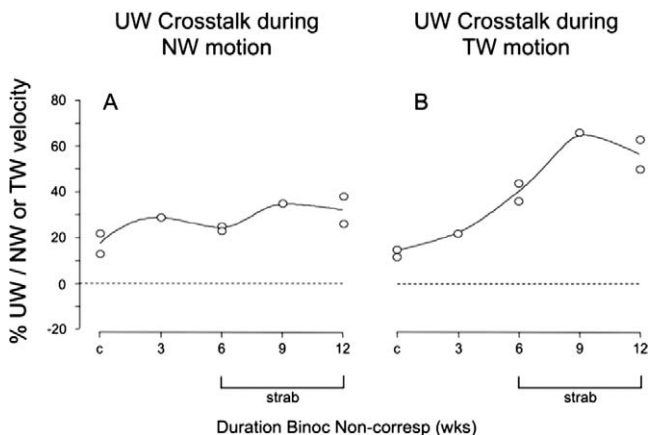 UW Crosstalk during
NW motion
UW Crosstalk during
TW motion
% UW / NW or TW velocity
80
60
40
20
0
-20
A
B
c 3 6 9 12
c 3 6 9 12
strab
strab
Duration Binoc Non-corresp (wks)